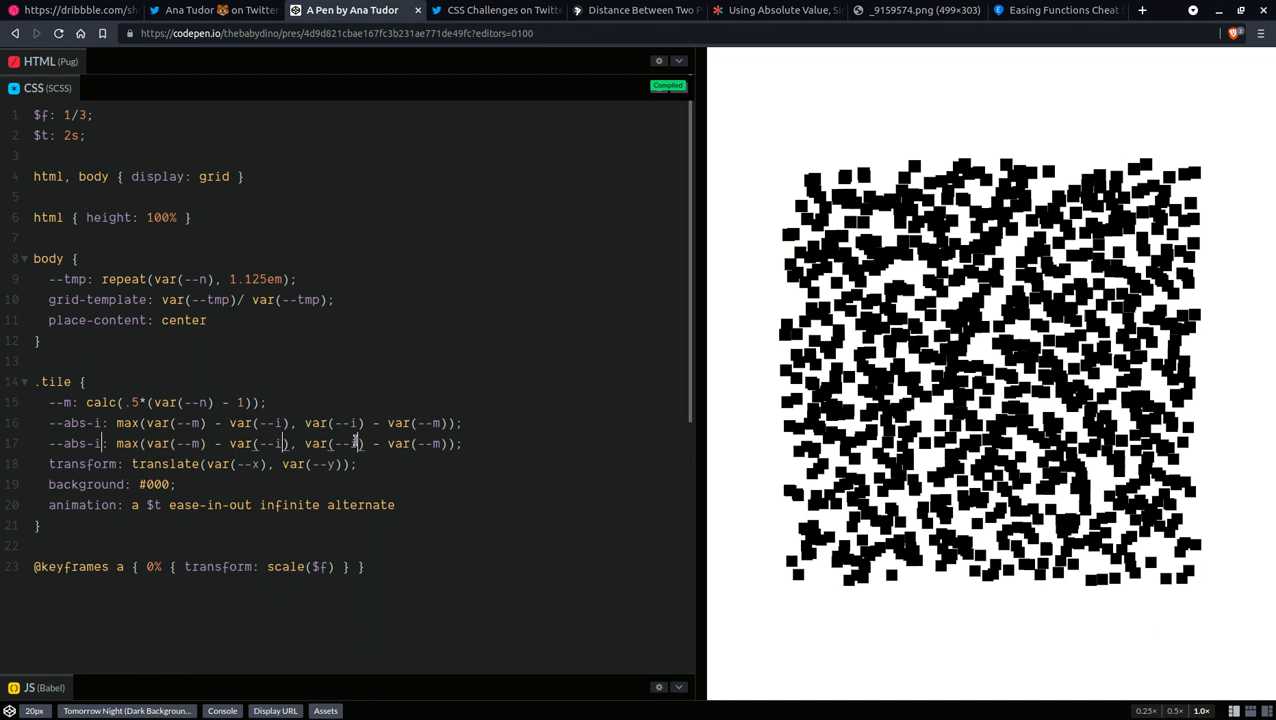 https://dribbble.com/sh
Ana Tudor 🐻 on Twitter
A Pen by Ana Tudor
CSS Challenges on Twitt
Distance Between Two P
Using Absolute Value, Si
_9159574.png (499×303)
Easing Functions Cheat S
https://codepen.io/thebabydino/pres/4d9d821cbae167fc3b231ae771de49fc?editors=0100
2
HTML (Pug)
CSS (SCSS)
Compiled
1 $f: 1/3;
2 $t: 2s;
3
4 html, body { display: grid }
5
6 html { height: 100% }
7
8 body {
9 --tmp: repeat(var(--n), 1.125em);
10 grid-template: var(--tmp)/ var(--tmp);
11 place-content: center
12 }
13
14 .tile {
15 --m: calc(.5*(var(--n) - 1));
16 --abs-i: max(var(--m) - var(--i), var(--i) - var(--m));
17 --abs-i: max(var(--m) - var(--i), var(--i) - var(--m));
18 transform: translate(var(--x), var(--y));
19 background: #000;
20 animation: a $t ease-in-out infinite alternate
21 }
22
23 @keyframes a { 0% { transform: scale($f) } }
JS (Babel)
20px
Tomorrow Night (Dark Backgroun...
Console
Display URL
Assets
0.25×
0.5×
1.0×